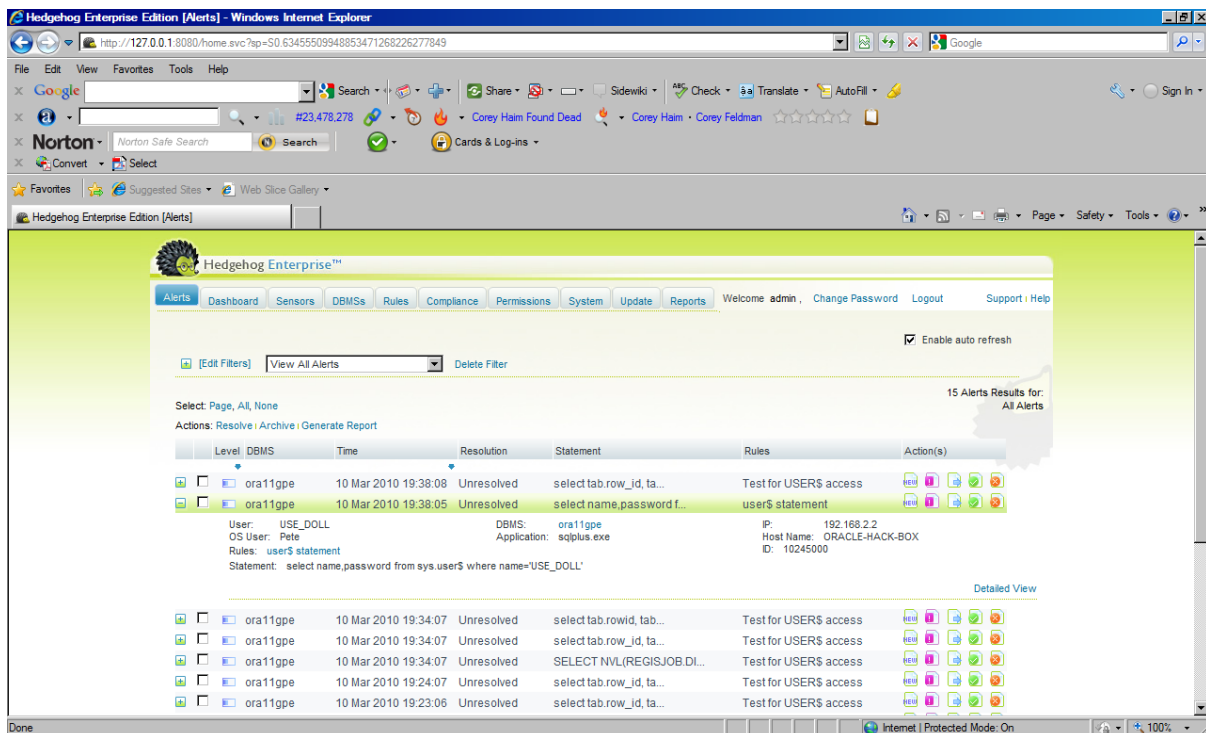 Hedgehog Enterprise Edition [Alerts] - Windows Internet Explorer
http://127.0.0.1:8080/home.svc?sp=S0.634555099488534712682262​77849
Google
File Edit View Favorites Tools Help
Google Search Share Sidewiki Check Translate AutoFill Sign In
#23,478,278 Corey Haim Found Dead Corey Haim · Corey Feldman
Norton Norton Safe Search Search Cards & Log-ins
Convert Select
Favorites Suggested Sites Web Slice Gallery
Hedgehog Enterprise Edition [Alerts] Page Safety Tools
Hedgehog Enterprise™
Alerts Dashboard Sensors DBMSs Rules Compliance Permissions System Update Reports Welcome admin , Change Password Logout Support Help
Enable auto refresh
[Edit Filters] View All Alerts Delete Filter
15 Alerts Results for:
All Alerts
Select: Page, All, None
Actions: Resolve Archive Generate Report
Level DBMS Time Resolution Statement Rules Action(s)
ora11gpe 10 Mar 2010 19:38:08 Unresolved select tab.row_id, ta... Test for USER$ access NEW
ora11gpe 10 Mar 2010 19:38:05 Unresolved select name,password f... user$ statement NEW
User: USE_DOLL DBMS: ora11gpe IP: 192.168.2.2
OS User: Pete Application: sqlplus.exe Host Name: ORACLE-HACK-BOX
Rules: user$ statement ID: 10245000
Statement: select name,password from sys.user$ where name='USE_DOLL'
Detailed View
ora11gpe 10 Mar 2010 19:34:07 Unresolved select tab.rowid, tab... Test for USER$ access NEW
ora11gpe 10 Mar 2010 19:34:07 Unresolved select tab.row_id, ta... Test for USER$ access NEW
ora11gpe 10 Mar 2010 19:34:07 Unresolved SELECT NVL(REGISJOB.DI... Test for USER$ access NEW
ora11gpe 10 Mar 2010 19:24:07 Unresolved select tab.row_id, ta... Test for USER$ access NEW
ora11gpe 10 Mar 2010 19:23:06 Unresolved select tab.row_id, ta... Test for USER$ access NEW
Done Internet | Protected Mode: On 100%